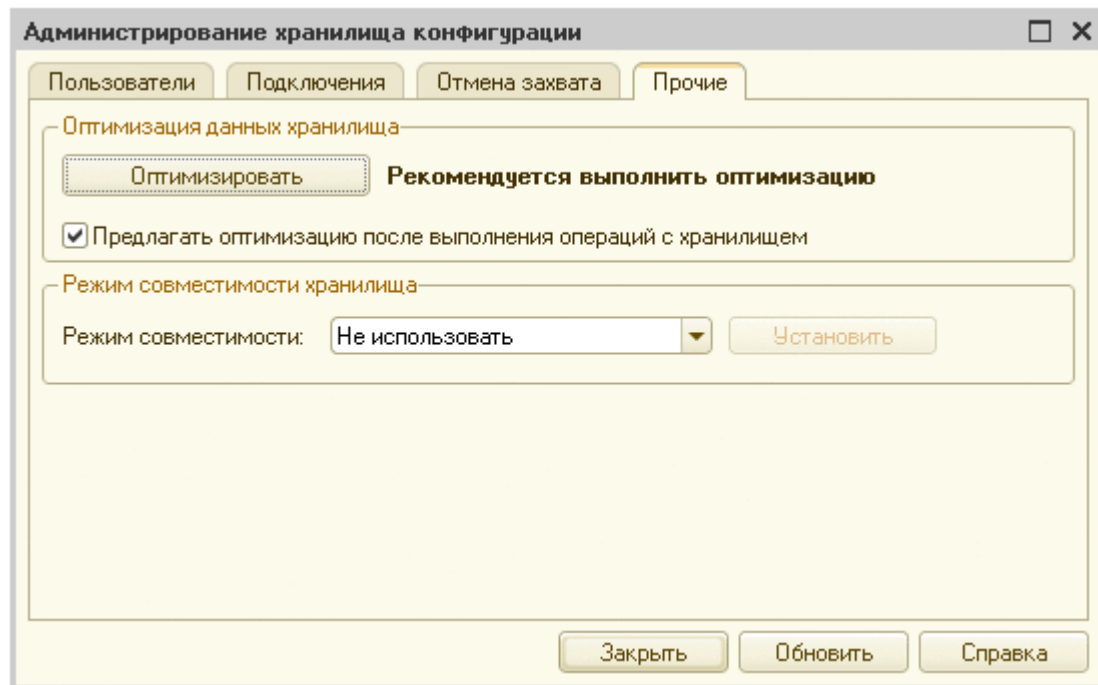 Администрирование хранилища конфигурации
Пользователи Подключения Отмена захвата Прочие
Оптимизация данных хранилища
Оптимизировать Рекомендуется выполнить оптимизацию
Предлагать оптимизацию после выполнения операций с хранилищем
Режим совместимости хранилища
Режим совместимости: Не использовать Установить
Закрыть Обновить Справка